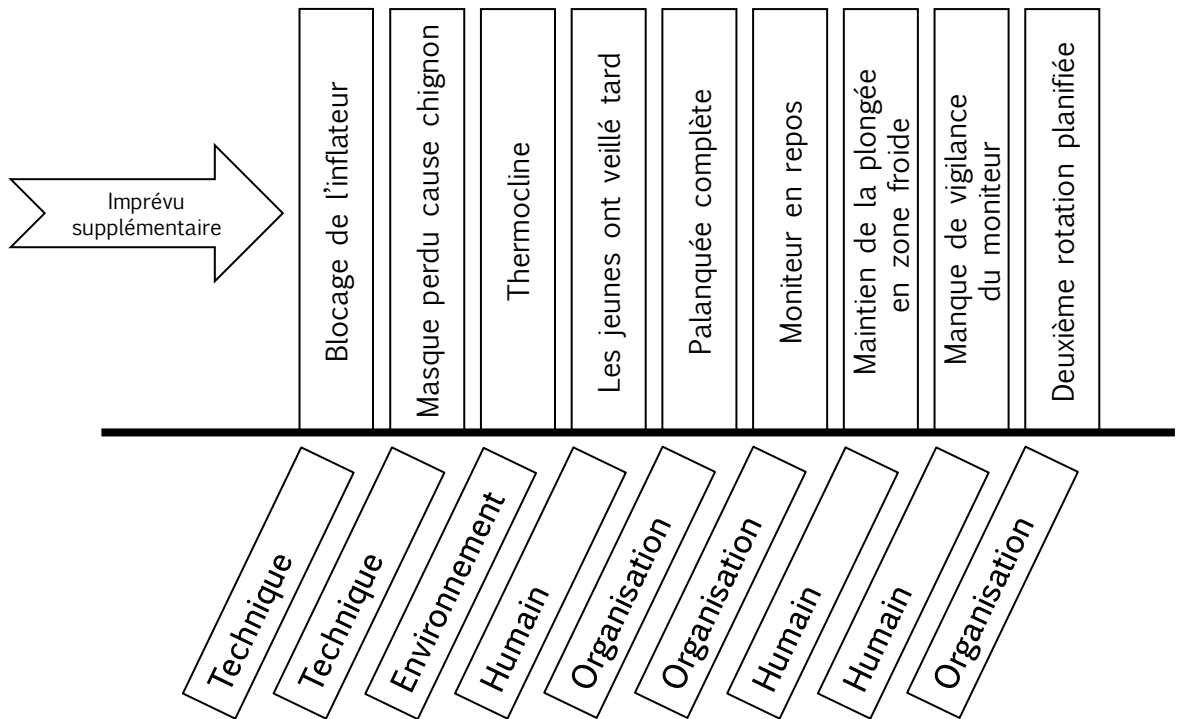 Imprévu
supplémentaire
Blocage de l'inflateur
Masque perdu cause chignon
Thermocline
Les jeunes ont veillé tard
Palanquée complète
Moniteur en repos
Maintien de la plongée
en zone froide
Manque de vigilance
du moniteur
Deuxième rotation planifiée
Technique
Technique
Environnement
Humain
Organisation
Organisation
Humain
Humain
Organisation